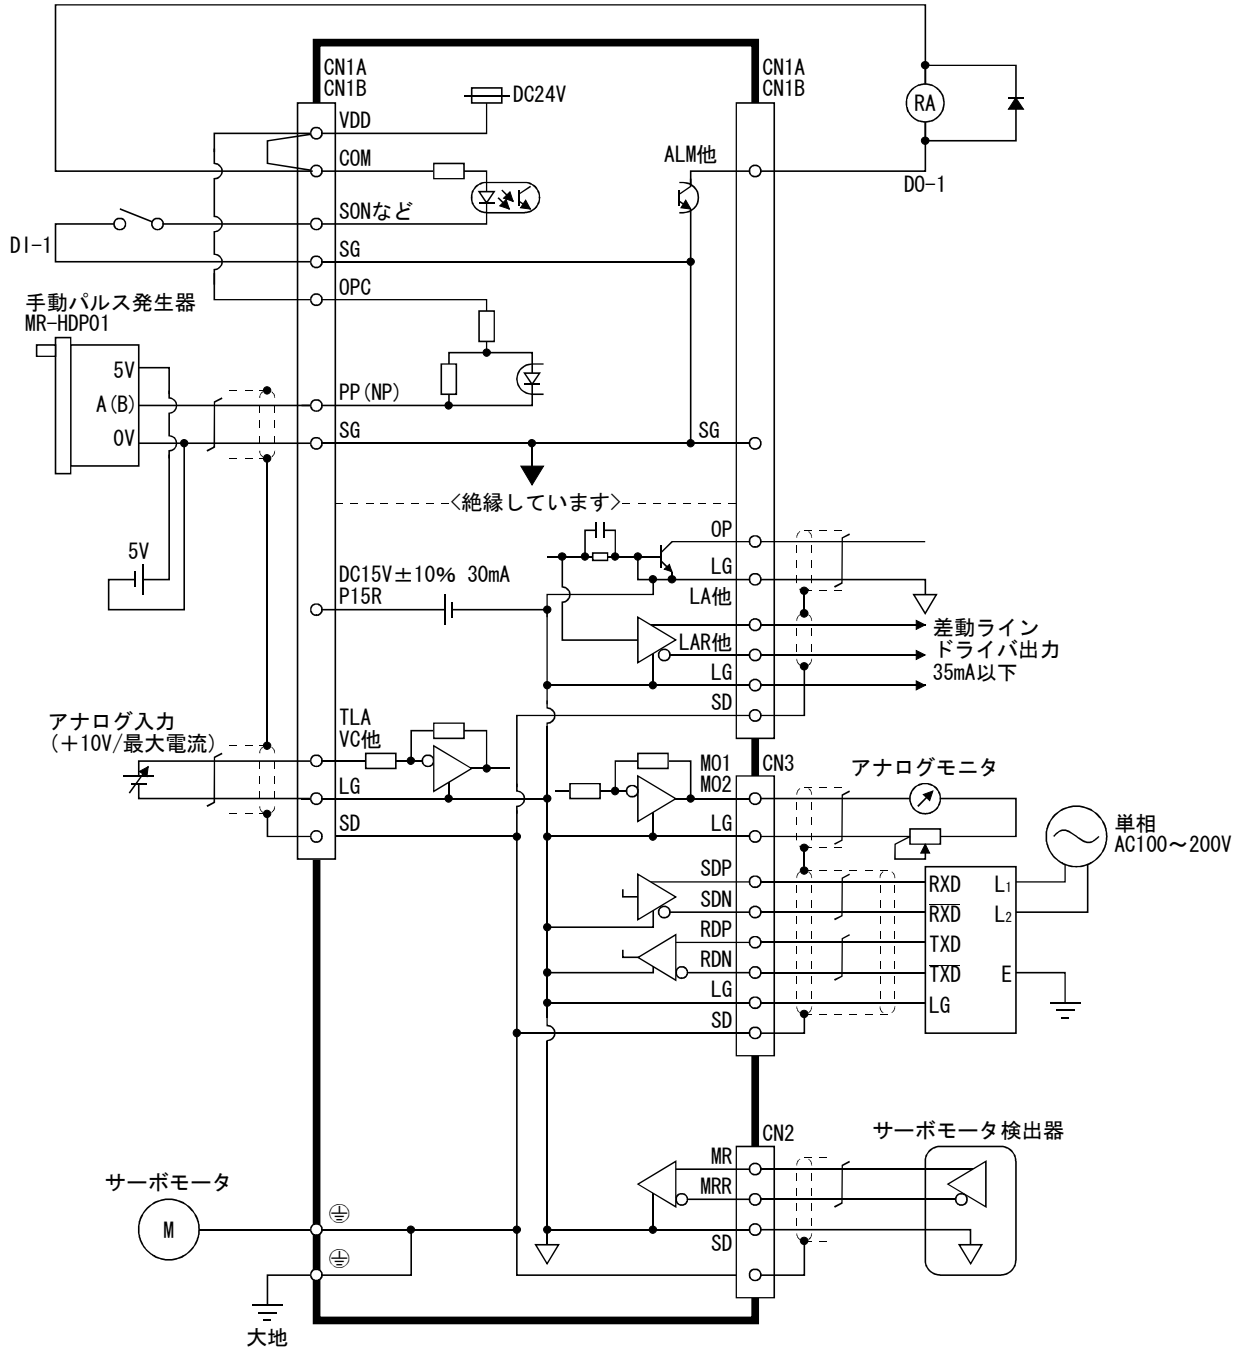 CN1A
CN1B
VDD
DC24V
COM
SONなど
SG
OPC
DI-1
手動パルス発生器
MR-HDP01
5V
A(B)
0V
PP(NP)
SG
5V
CN1A
CN1B
ALM他
RA
DO-1
SG
<絶縁しています>
OP
LG
LA他
LAR他
LG
SD
差動ライン
ドライバ出力
35mA以下
DC15V±10% 30mA
P15R
アナログ入力
(+10V/最大電流)
TLA
VC他
LG
SD
MO1
MO2
CN3
アナログモニタ
LG
SDP
SDN
RDP
RDN
LG
SD
RXD
R̅X̅D̅
TXD
T̅X̅D̅
LG
L₁
L₂
E
単相
AC100～200V
CN2
MR
MRR
SD
サーボモータ検出器
サーボモータ
M
大地